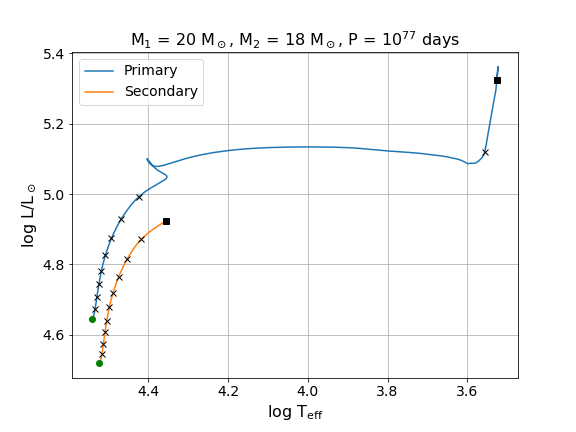 M₁ = 20 M⊙, M₂ = 18 M⊙, P = 10⁷⁷ days
Primary
Secondary
5.4
5.2
5.0
4.8
4.6
log L/L⊙
4.4
4.2
4.0
3.8
3.6
log T_eff